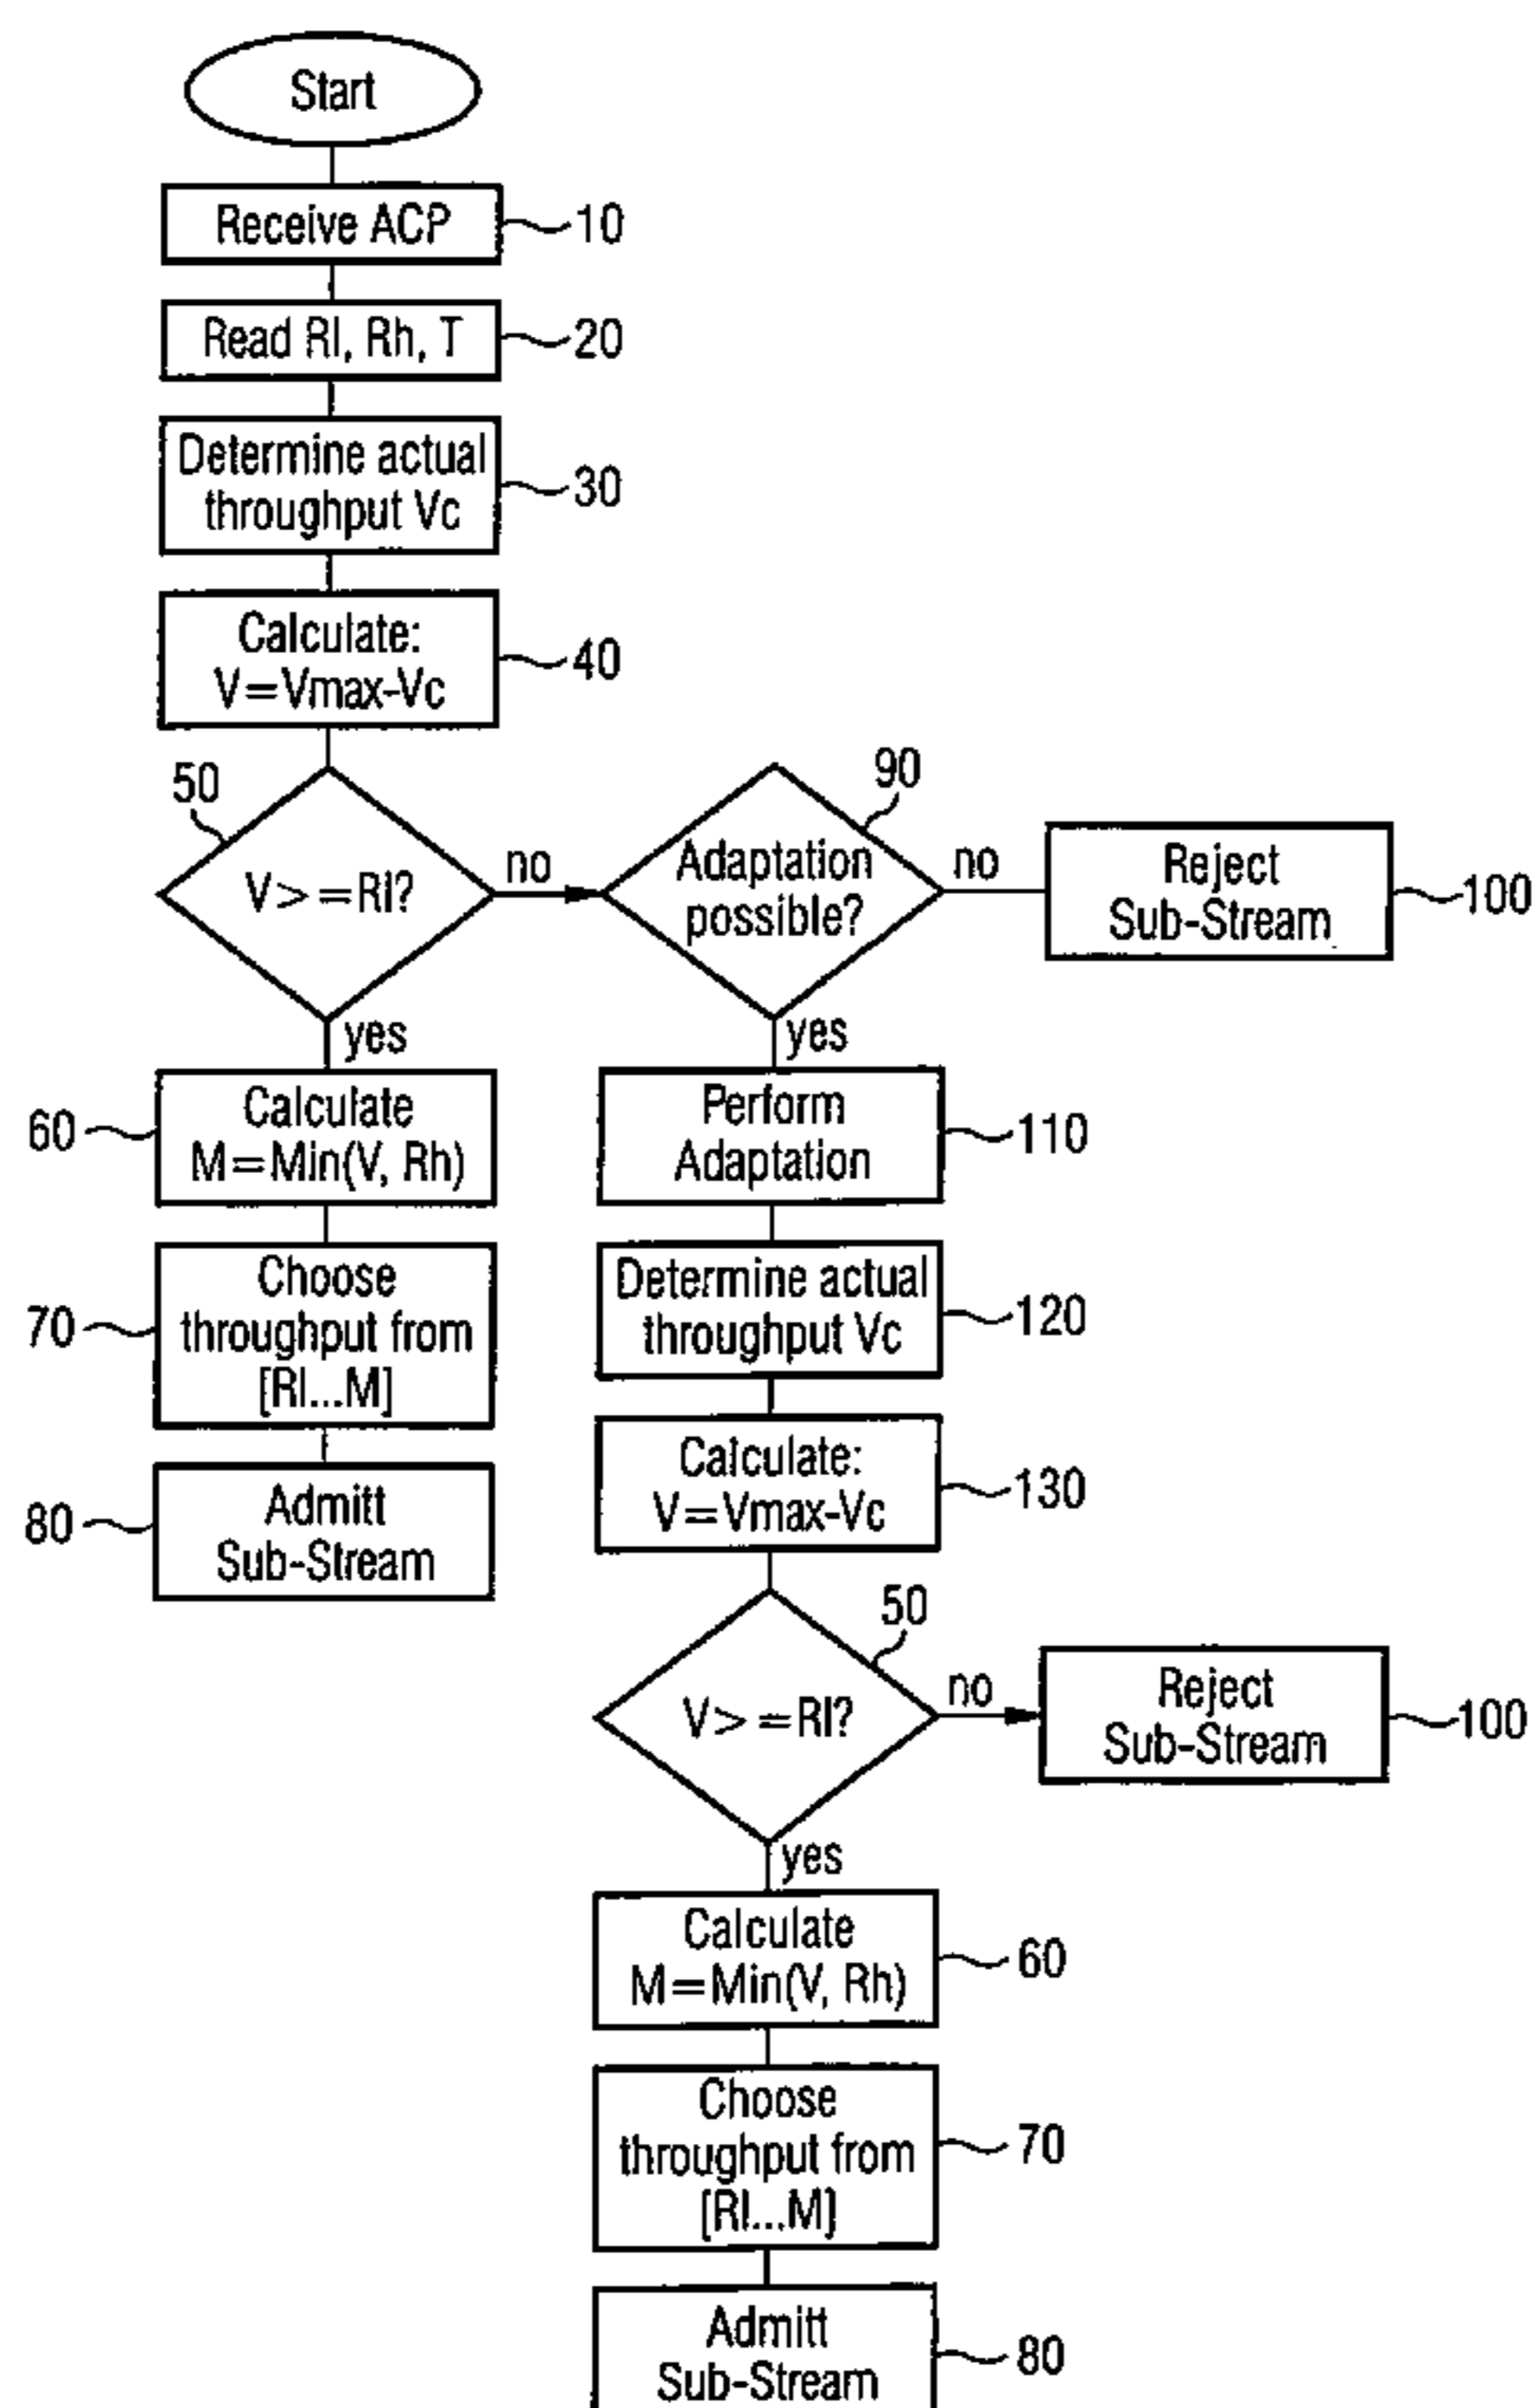 Start
Receive ACP
10
Read Rl, Rh, T
20
Determine actual
throughput Vc
30
Calculate:
V=Vmax-Vc
40
50
V>=Rl?
no
90
Adaptation
possible?
no
Reject
Sub-Stream
100
yes
yes
60
Calculate
M=Min(V, Rh)
Perform
Adaptation
110
70
Choose
throughput from
[Rl...M]
Determine actual
throughput Vc
120
80
Admitt
Sub-Stream
Calculate:
V=Vmax-Vc
130
50
V>=Rl?
no
Reject
Sub-Stream
100
yes
Calculate
M=Min(V, Rh)
60
Choose
throughput from
[Rl...M]
70
Admitt
Sub-Stream
80